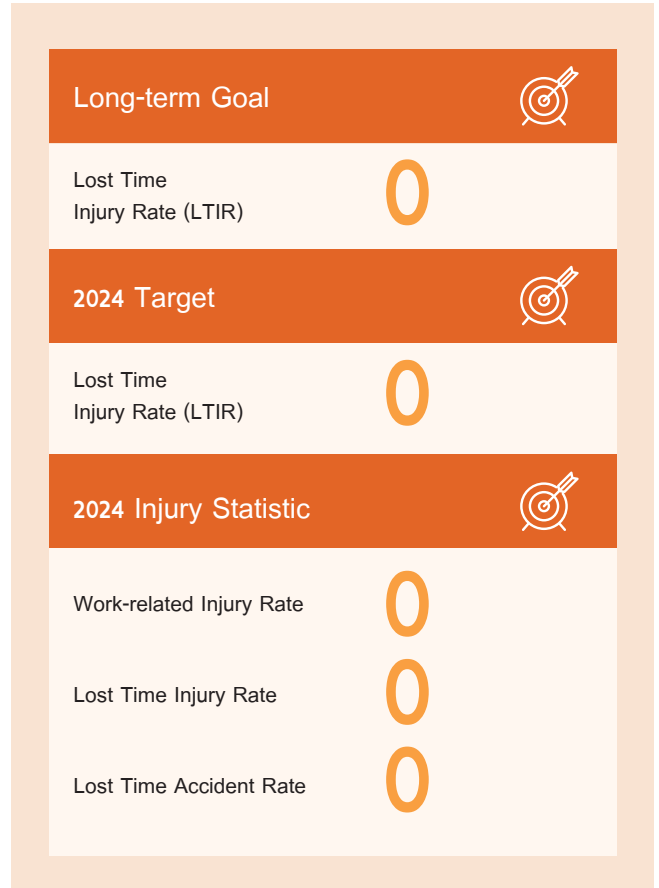 Long-term Goal
Lost Time
Injury Rate (LTIR)
0
2024 Target
Lost Time
Injury Rate (LTIR)
0
2024 Injury Statistic
Work-related Injury Rate
0
Lost Time Injury Rate
0
Lost Time Accident Rate
0